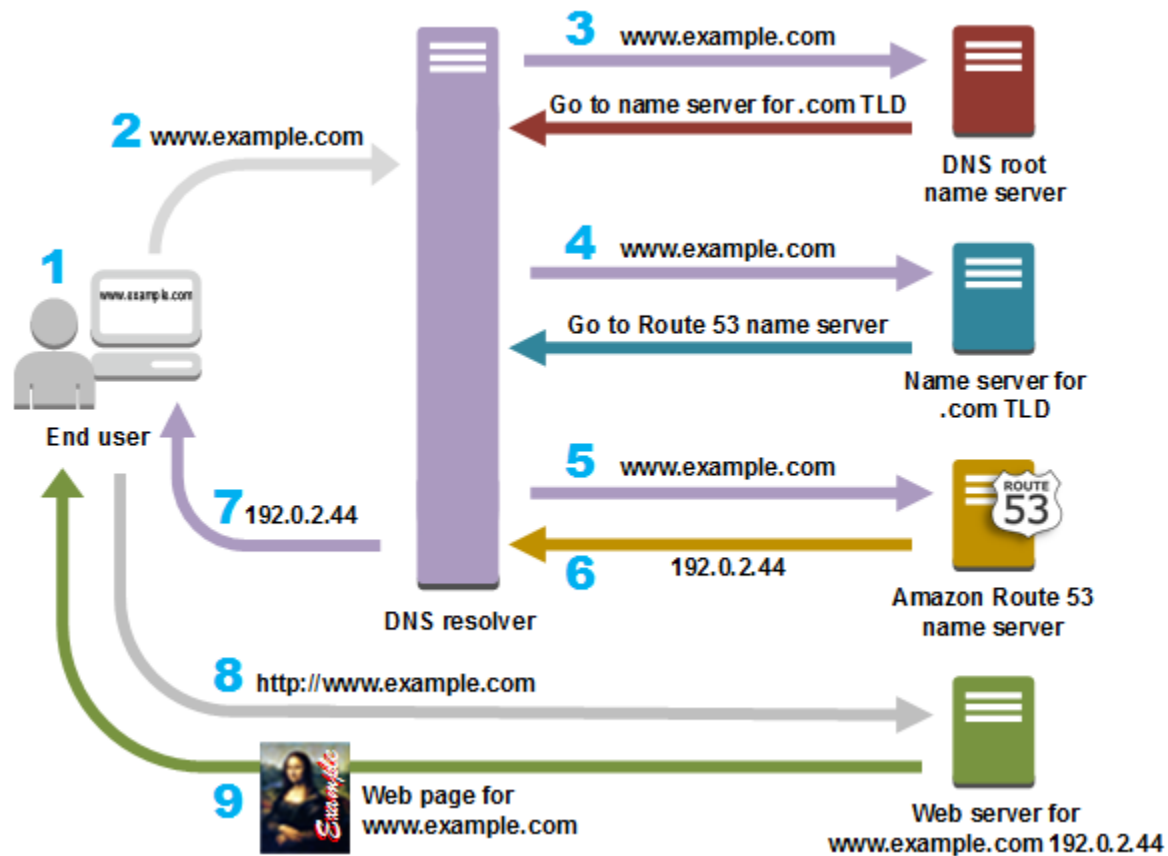 3 www.example.com
Go to name server for .com TLD
DNS root
name server
2 www.example.com
1
www.example.com
End user
4 www.example.com
Go to Route 53 name server
Name server for
.com TLD
5 www.example.com
ROUTE
53
6 192.0.2.44
Amazon Route 53
name server
7 192.0.2.44
DNS resolver
8 http://www.example.com
9
Example
Web page for
www.example.com
Web server for
www.example.com 192.0.2.44